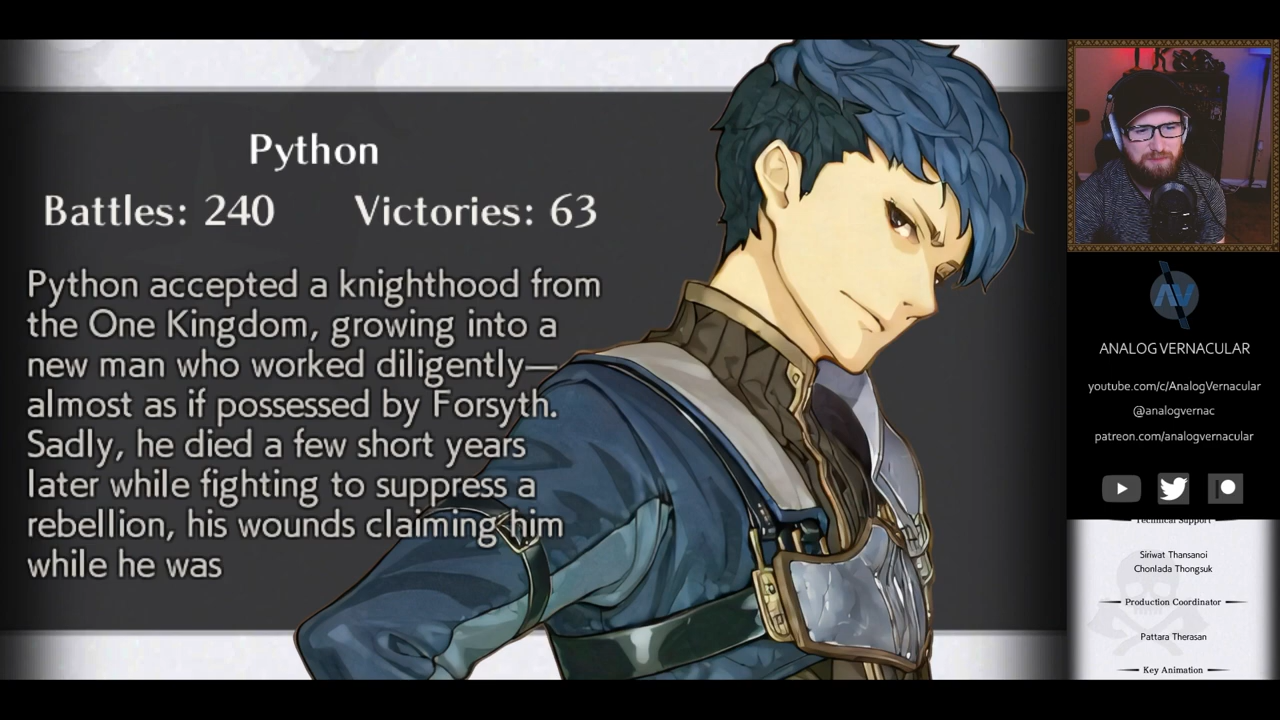 Python
Battles: 240 Victories: 63
Python accepted a knighthood from
the One Kingdom, growing into a
new man who worked diligently—
almost as if possessed by Forsyth.
Sadly, he died a few short years
later while fighting to suppress a
rebellion, his wounds claiming him
while he was
AV
ANALOG VERNACULAR
youtube.com/c/AnalogVernacular
@analogvernac
patreon.com/analogvernacular
Technical Support
Siriwat Thansanoi
Chonlada Thongsuk
Production Coordinator
Pattara Therasan
Key Animation